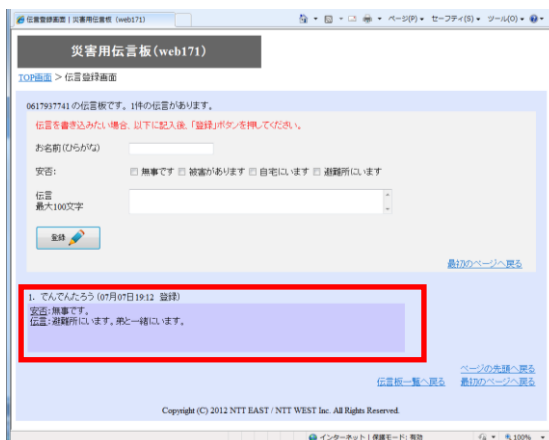 伝言登録画面 | 災害用伝言板 (web171)
ページ(P) セーフティ(S) ツール(O)
災害用伝言板(web171)
TOP画面 > 伝言登録画面
0617937741 の伝言板です。1件の伝言があります。
伝言を書き込みたい場合、以下に記入後、「登録」ボタンを押してください。
お名前(ひらがな)
安否: 無事です 被害があります 自宅にいます 避難所にいます
伝言
最大100文字
登録
最初のページへ戻る
1. でんでんたろう (07月07日19:12 登録)
安否:無事です。
伝言:避難所にいます。弟と一緒にいます。
ページの先頭へ戻る
伝言板一覧へ戻る 最初のページへ戻る
Copyright (C) 2012 NTT EAST / NTT WEST Inc. All Rights Reserved.
インターネット | 保護モード: 有効 100%